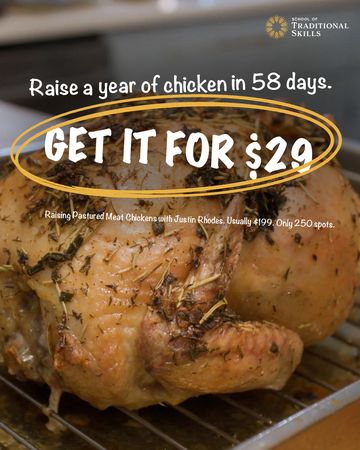 SCHOOL OF
TRADITIONAL
SKILLS
Raise a year of chicken in 58 days.
GET IT FOR $29
Raising Pastured Meat Chickens with Justin Rhodes. Usually $199. Only 250 spots.